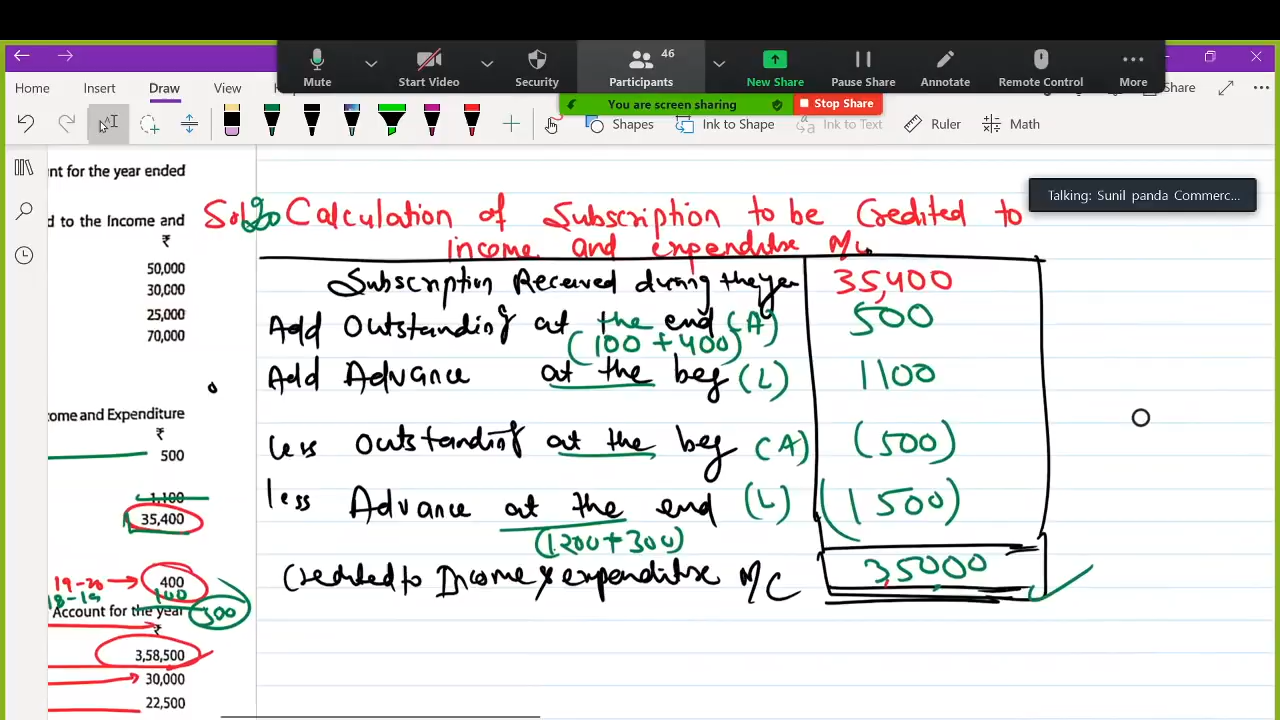 Mute
Start Video
Security
46
Participants
New Share
Pause Share
Annotate
Remote Control
More
You are screen sharing
Stop Share
Home
Insert
Draw
View
Share
Shapes
Ink to Shape
Ink to Text
Ruler
Math
Talking: Sunil panda Commerc...
nt for the year ended
d to the Income and
₹
50,000
30,000
25,000
70,000
ome and Expenditure
₹
500
1,100
35,400
19-20 → 400
18-19 100
500
Account for the year
₹
3,58,500
30,000
22,500
Calculation of Subscription to be Credited to
income and expenditure A/c
Subscription Received during the year 35,400
Add Outstanding at the end (A) 500
(100 + 400)
Add Advance at the beg (L) 1100
less Outstanding at the beg (A) (500)
less Advance at the end (L) (1500)
(1200+300)
Credited to Income & expenditure A/C 35,000